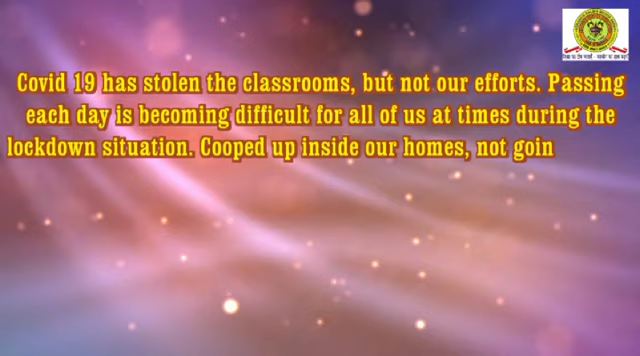 Covid 19 has stolen the classrooms, but not our efforts. Passing
each day is becoming difficult for all of us at times during the
lockdown situation. Cooped up inside our homes, not goin